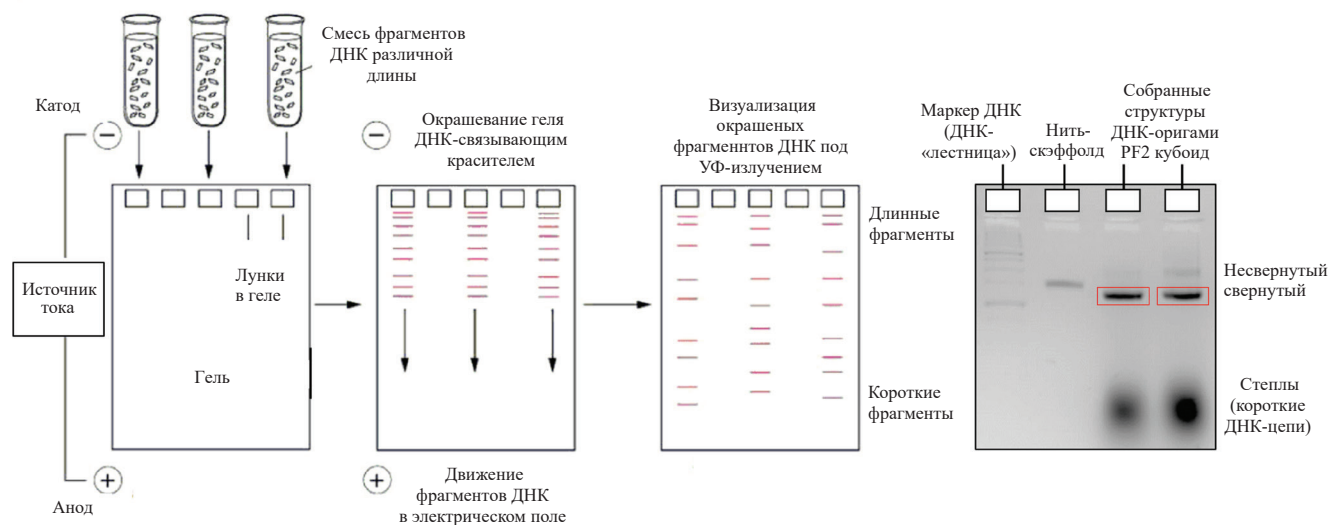 Смесь фрагментов
ДНК различной
длины
Катод
−
Источник
тока
Лунки
в геле
Гель
+
Анод
−
Окрашевание геля
ДНК-связывающим
красителем
+
Движение
фрагментов ДНК
в электрическом поле
Визуализация
окрашеных
фрагменнтов ДНК под
УФ-излучением
Длинные
фрагменты
Короткие
фрагменты
Маркер ДНК
(ДНК-
«лестница»)
Нить-
скэффолд
Собранные
структуры
ДНК-оригами
PF2 кубоид
Несвернутый
свернутый
Степлы
(короткие
ДНК-цепи)